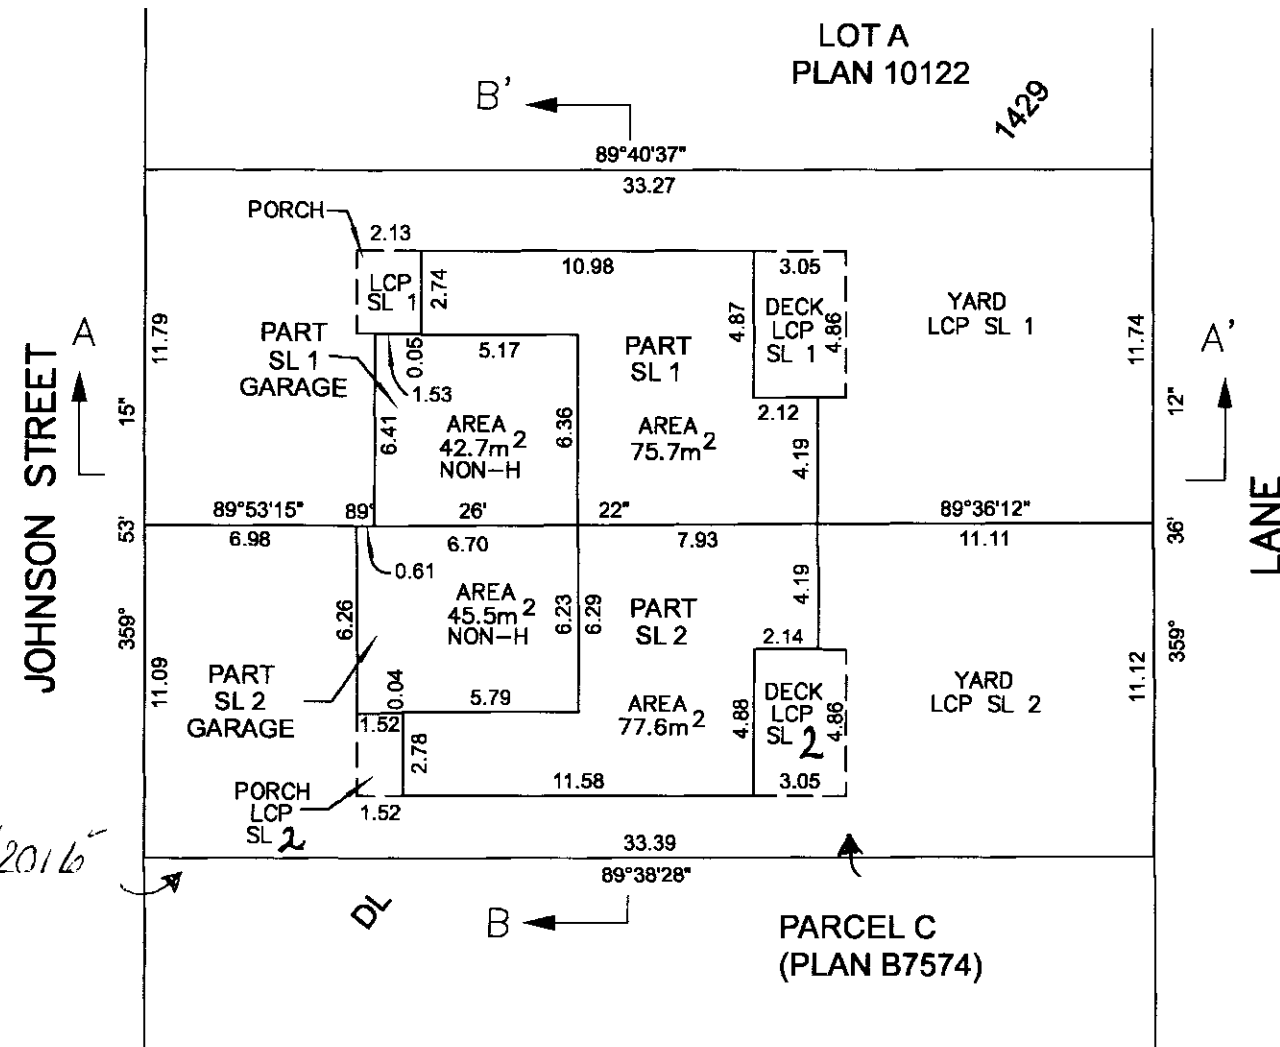 LOT A
PLAN 10122
1429
B'
89°40'37"
33.27
PORCH
2.13
LCP
SL 1
2.74
10.98
3.05
DECK
LCP
SL 1
4.87
4.86
YARD
LCP SL 1
A
11.79
PART
SL 1
GARAGE
0.05
5.17
1.53
PART
SL 1
11.74
A'
JOHNSON STREET
15"
6.41
AREA
42.7m2
NON-H
6.36
AREA
75.7m2
2.12
4.19
12"
89°53'15"
89°
26'
22"
89°36'12"
53'
6.98
6.70
7.93
11.11
36'
LANE
0.61
359°
6.26
AREA
45.5m2
NON-H
6.23
6.29
PART
SL 2
4.19
2.14
359°
11.09
PART
SL 2
GARAGE
0.04
5.79
1.52
2.78
AREA
77.6m2
4.88
DECK
LCP
SL 2
4.86
YARD
LCP SL 2
11.12
PORCH
LCP
SL 2
1.52
11.58
3.05
2016
33.39
89°38'28"
DL
B
PARCEL C
(PLAN B7574)